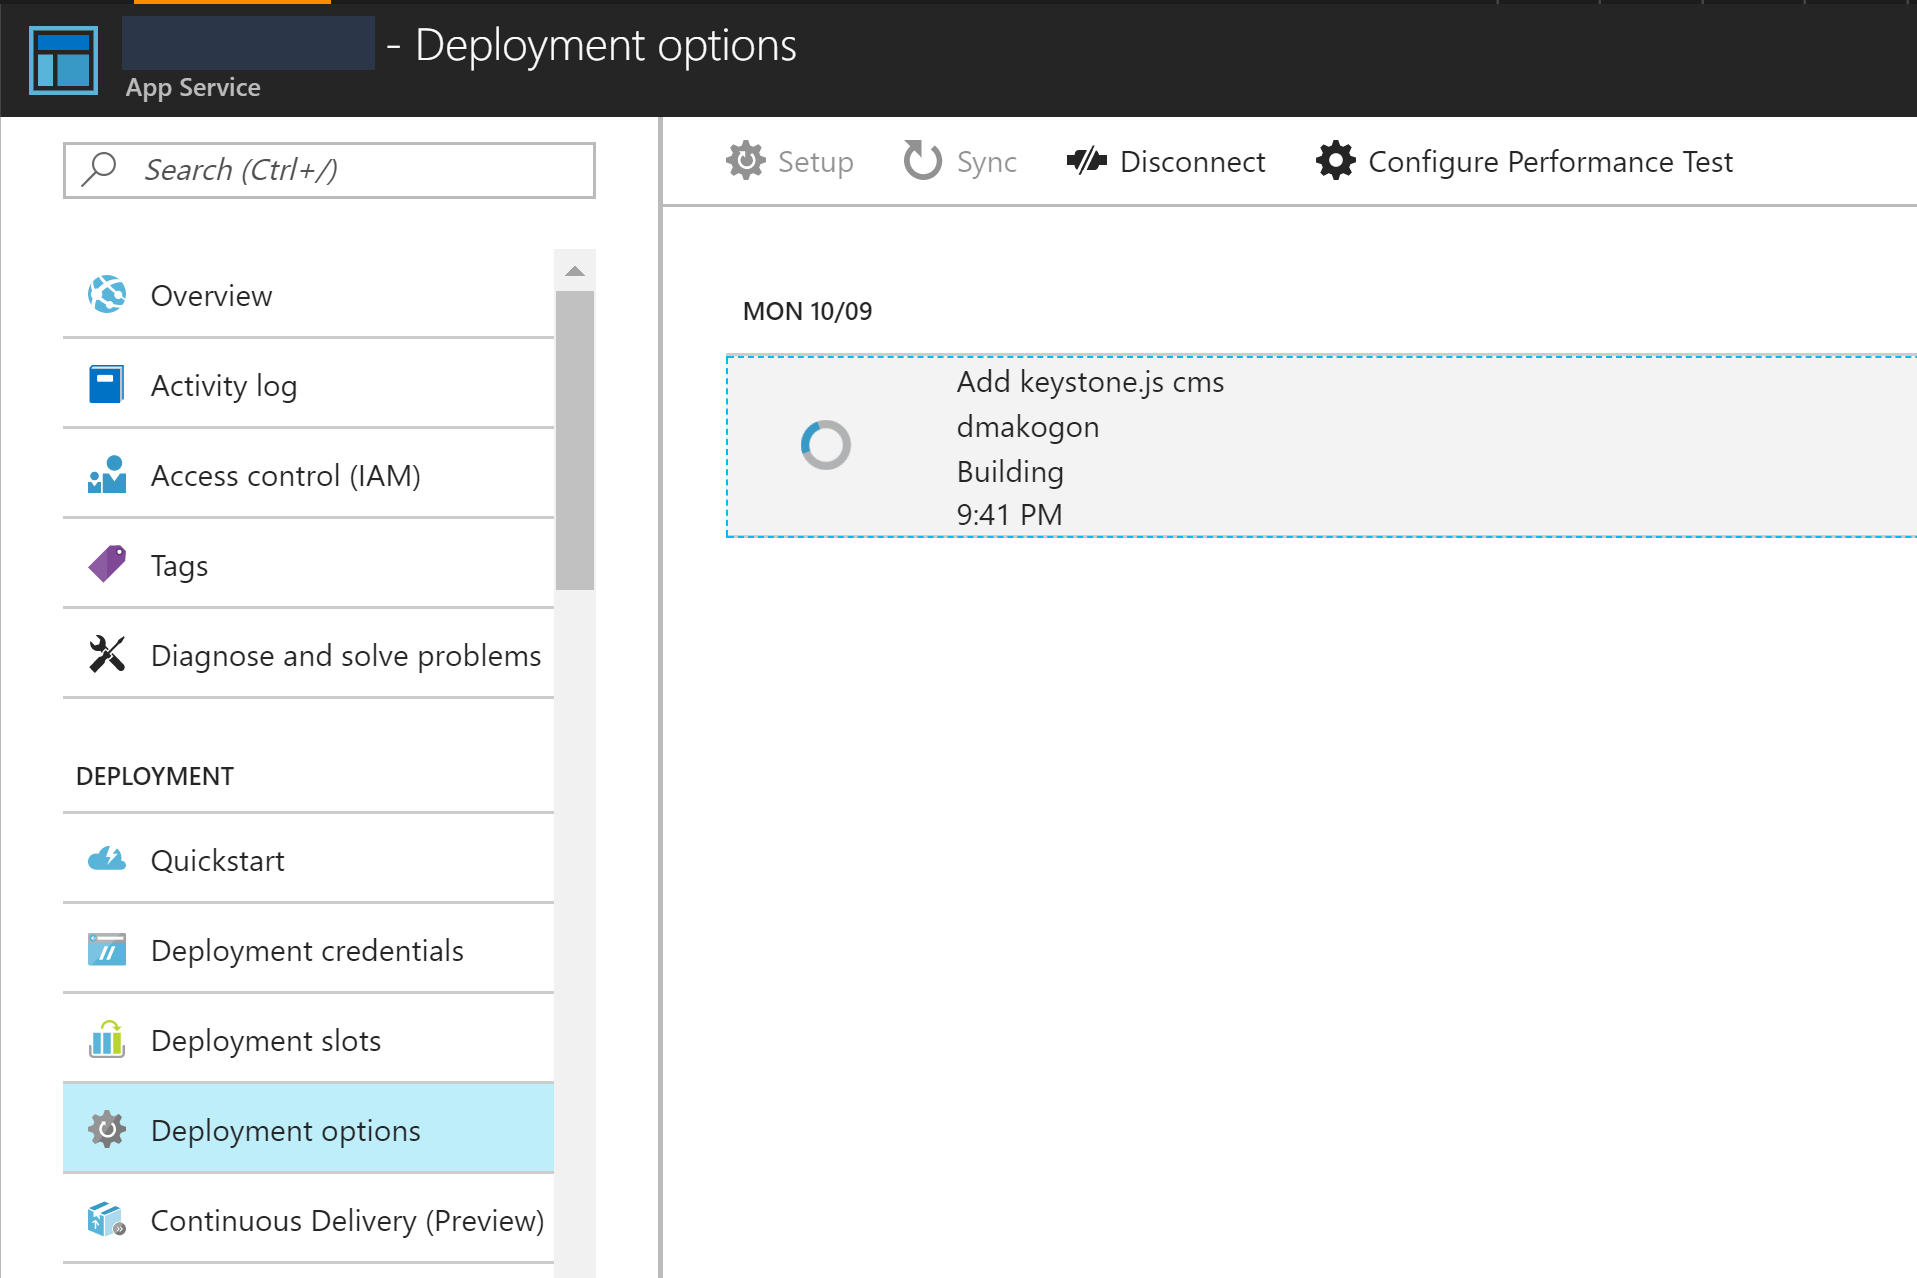 - Deployment options
App Service
Search (Ctrl+/)
Overview
Activity log
Access control (IAM)
Tags
Diagnose and solve problems
DEPLOYMENT
Quickstart
Deployment credentials
Deployment slots
Deployment options
Continuous Delivery (Preview)
Setup Sync Disconnect Configure Performance Test
MON 10/09
Add keystone.js cms
dmakogon
Building
9:41 PM